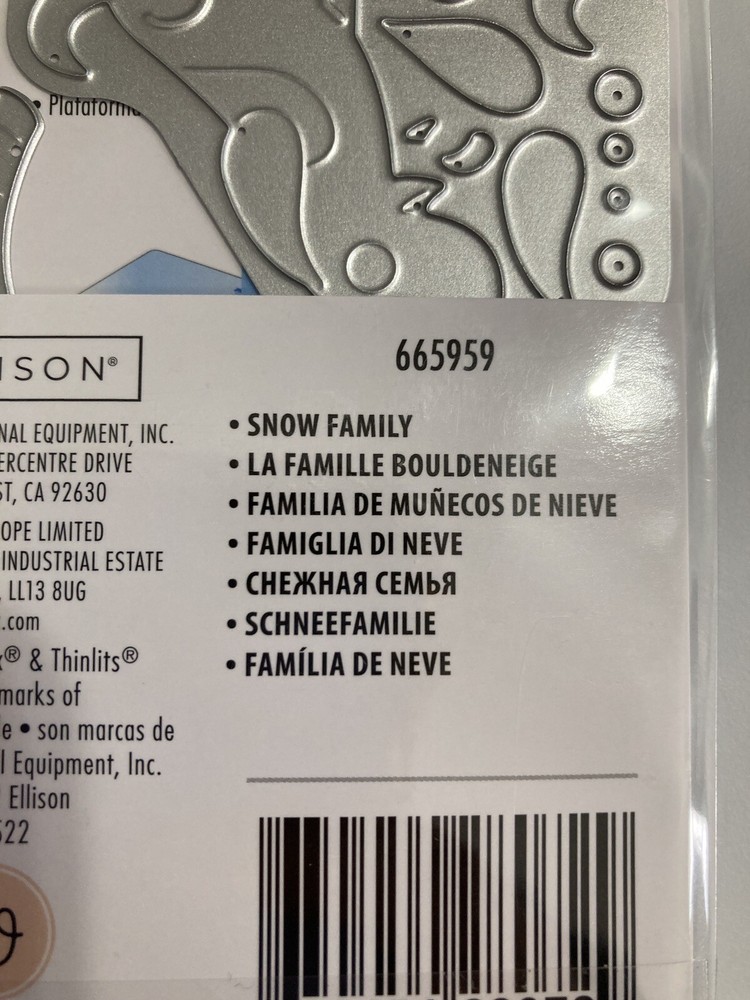 • Plataforma
ISON®
665959
• SNOW FAMILY
• LA FAMILLE BOULDENEIGE
• FAMILIA DE MUÑECOS DE NIEVE
• FAMIGLIA DI NEVE
• СНЕЖНАЯ СЕМЬЯ
• SCHNEEFAMILIE
• FAMÍLIA DE NEVE
NAL EQUIPMENT, INC.
ERCENTRE DRIVE
ST, CA 92630
OPE LIMITED
INDUSTRIAL ESTATE
, LL13 8UG
.com
® & Thinlits®
marks of
e • son marcas de
l Equipment, Inc.
Ellison
522